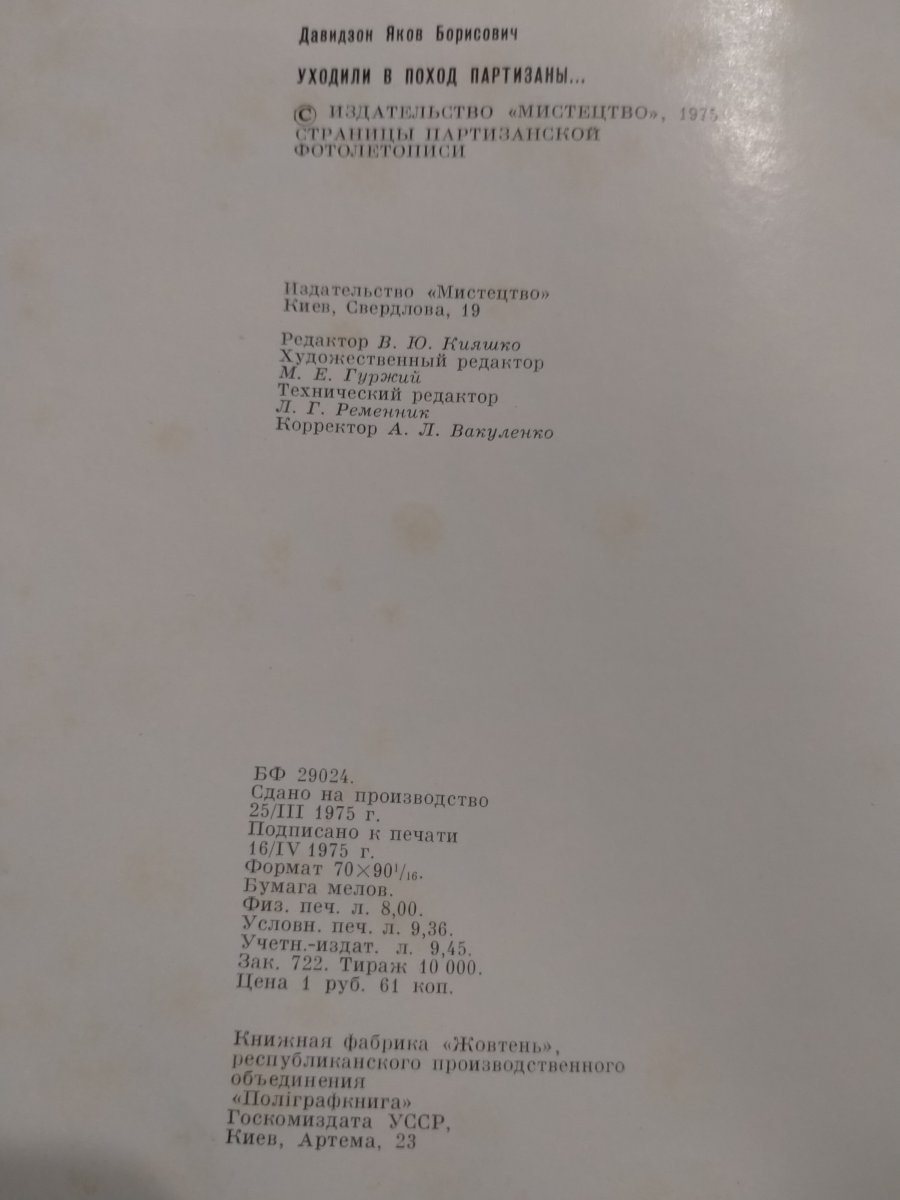 Давидзон Яков Борисович
УХОДИЛИ В ПОХОД ПАРТИЗАНЫ...
© ИЗДАТЕЛЬСТВО «МИСТЕЦТВО», 1975
СТРАНИЦЫ ПАРТИЗАНСКОЙ
ФОТОЛЕТОПИСИ
Издательство «Мистецтво»
Киев, Свердлова, 19
Редактор В. Ю. Кияшко
Художественный редактор
М. Е. Гуржий
Технический редактор
Л. Г. Ременник
Корректор А. Л. Вакуленко
БФ 29024.
Сдано на производство
25/III 1975 г.
Подписано к печати
16/IV 1975 г.
Формат 70×90¹/₁₆.
Бумага мелов.
Физ. печ. л. 8,00.
Условн. печ. л. 9,36.
Учетн.-издат. л. 9,45.
Зак. 722. Тираж 10 000.
Цена 1 руб. 61 коп.
Книжная фабрика «Жовтень»,
республиканского производственного
объединения
«Поліграфкнига»
Госкомиздата УССР,
Киев, Артема, 23